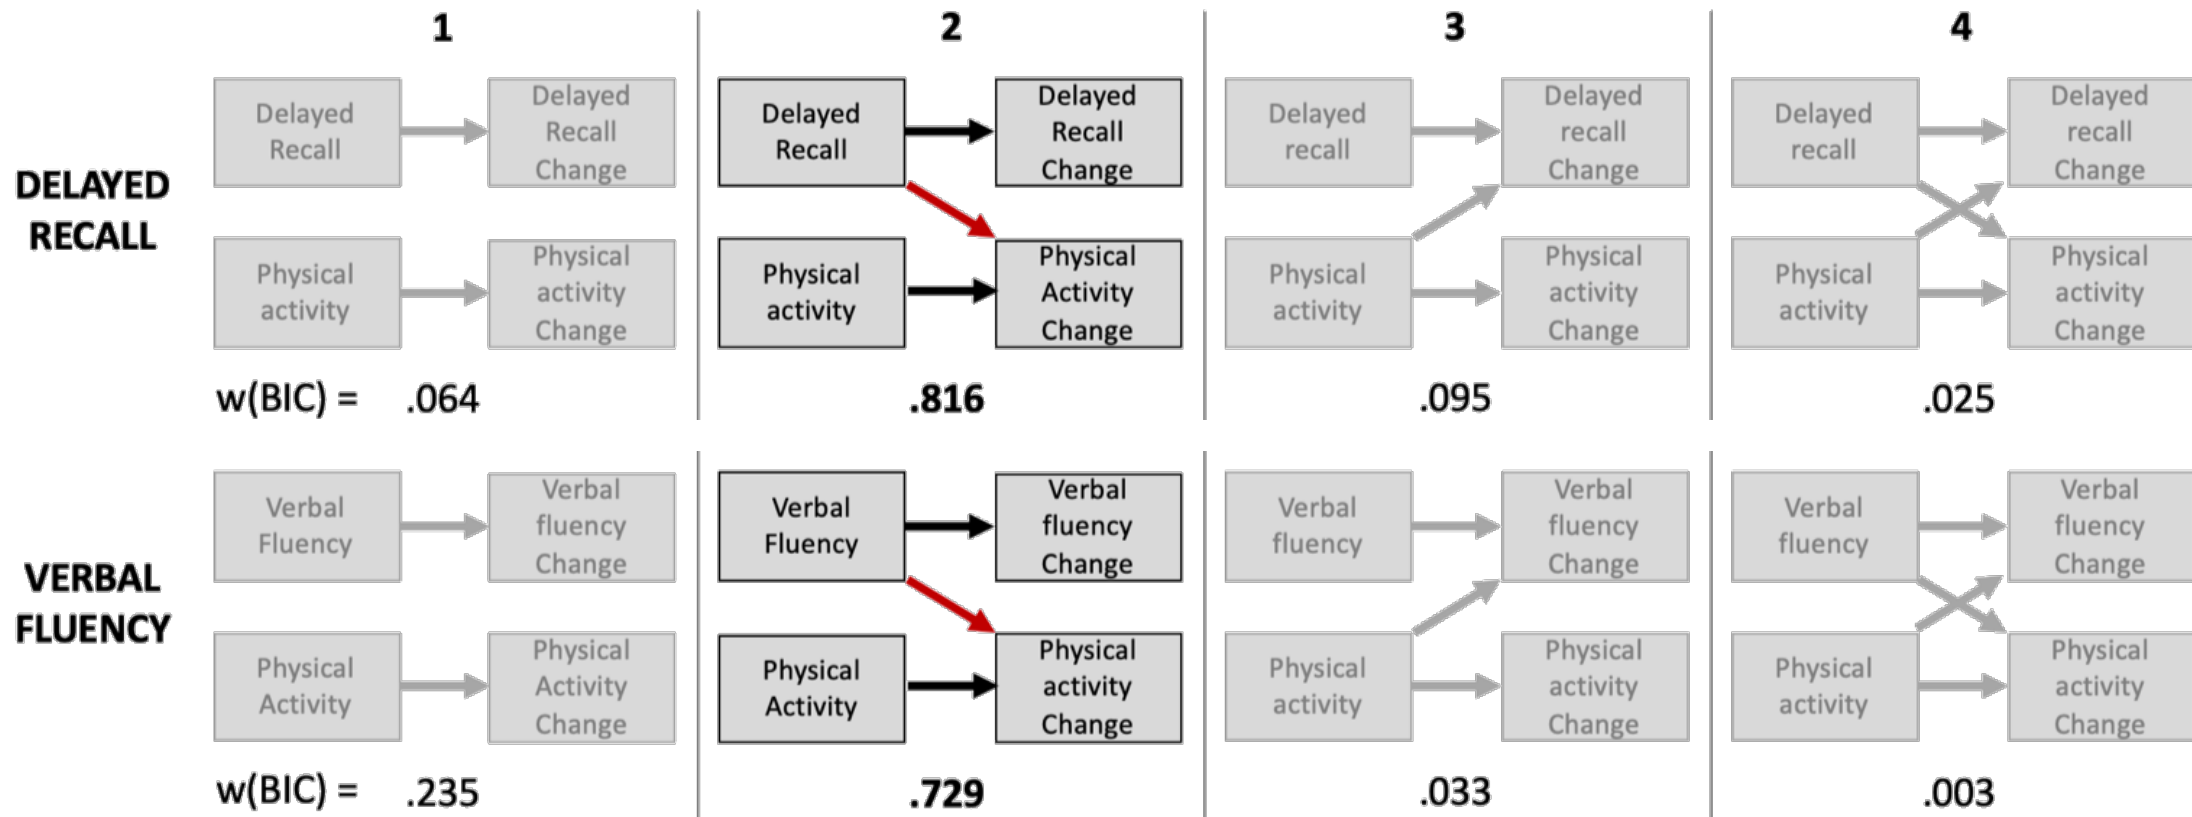 1
2
3
4
DELAYED
RECALL
Delayed
Recall
Delayed
Recall
Change
Physical
activity
Physical
activity
Change
Delayed
Recall
Delayed
Recall
Change
Physical
activity
Physical
Activity
Change
Delayed
recall
Delayed
recall
Change
Physical
activity
Physical
activity
Change
Delayed
recall
Delayed
recall
Change
Physical
activity
Physical
activity
Change
w(BIC) = .064
.816
.095
.025
VERBAL
FLUENCY
Verbal
Fluency
Verbal
fluency
Change
Physical
Activity
Physical
Activity
Change
Verbal
Fluency
Verbal
fluency
Change
Physical
Activity
Physical
activity
Change
Verbal
fluency
Verbal
fluency
Change
Physical
activity
Physical
activity
Change
Verbal
fluency
Verbal
fluency
Change
Physical
activity
Physical
activity
Change
w(BIC) = .235
.729
.033
.003